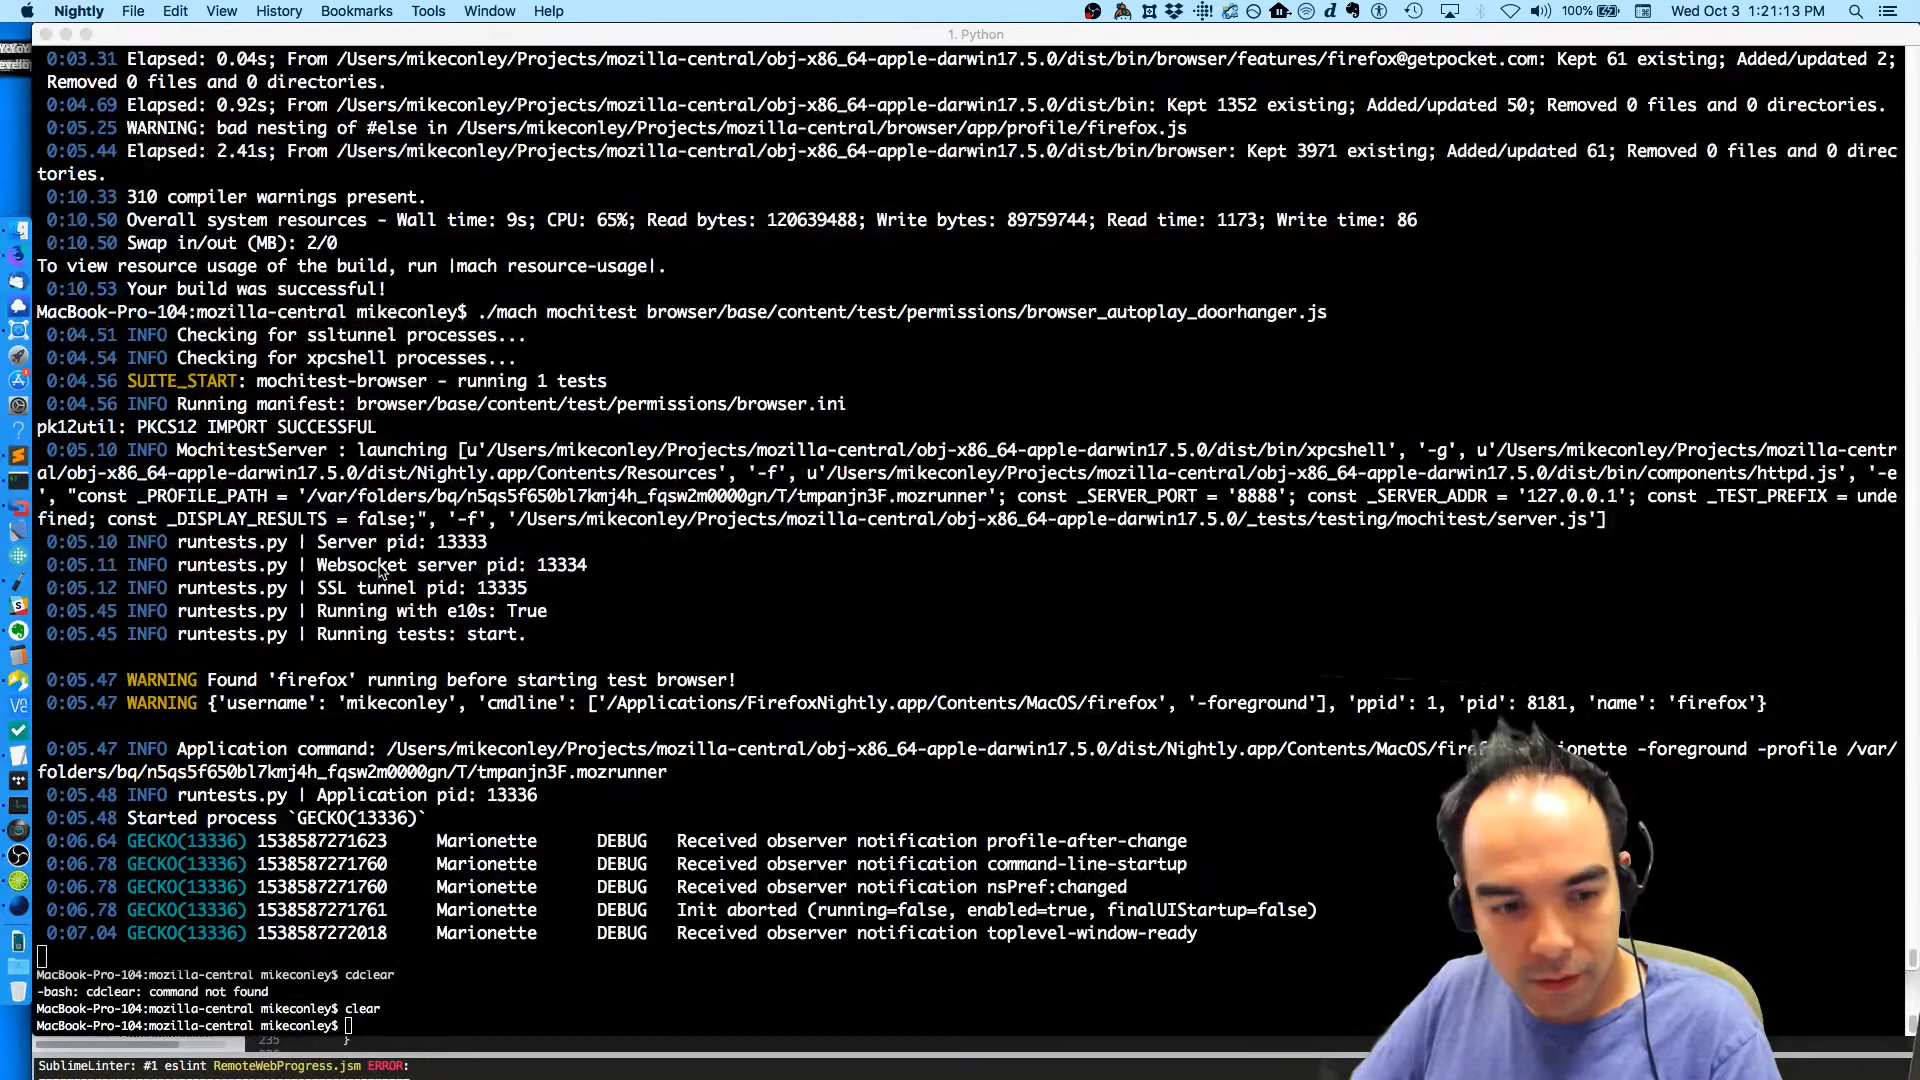 Nightly File Edit View History Bookmarks Tools Window Help 100% Wed Oct 3 1:21:13 PM
1. Python
0:03.31 Elapsed: 0.04s; From /Users/mikeconley/Projects/mozilla-central/obj-x86_64-apple-darwin17.5.0/dist/bin/browser/features/firefox@getpocket.com: Kept 61 existing; Added/updated 2;
Removed 0 files and 0 directories.
0:04.69 Elapsed: 0.92s; From /Users/mikeconley/Projects/mozilla-central/obj-x86_64-apple-darwin17.5.0/dist/bin: Kept 1352 existing; Added/updated 50; Removed 0 files and 0 directories.
0:05.25 WARNING: bad nesting of #else in /Users/mikeconley/Projects/mozilla-central/browser/app/profile/firefox.js
0:05.44 Elapsed: 2.41s; From /Users/mikeconley/Projects/mozilla-central/obj-x86_64-apple-darwin17.5.0/dist/bin/browser: Kept 3971 existing; Added/updated 61; Removed 0 files and 0 direc
tories.
0:10.33 310 compiler warnings present.
0:10.50 Overall system resources - Wall time: 9s; CPU: 65%; Read bytes: 120639488; Write bytes: 89759744; Read time: 1173; Write time: 86
0:10.50 Swap in/out (MB): 2/0
To view resource usage of the build, run |mach resource-usage|.
0:10.53 Your build was successful!
MacBook-Pro-104:mozilla-central mikeconley$ ./mach mochitest browser/base/content/test/permissions/browser_autoplay_doorhanger.js
0:04.51 INFO Checking for ssltunnel processes...
0:04.54 INFO Checking for xpcshell processes...
0:04.56 SUITE_START: mochitest-browser - running 1 tests
0:04.56 INFO Running manifest: browser/base/content/test/permissions/browser.ini
pk12util: PKCS12 IMPORT SUCCESSFUL
0:05.10 INFO MochitestServer : launching [u'/Users/mikeconley/Projects/mozilla-central/obj-x86_64-apple-darwin17.5.0/dist/bin/xpcshell', '-g', u'/Users/mikeconley/Projects/mozilla-centr
al/obj-x86_64-apple-darwin17.5.0/dist/Nightly.app/Contents/Resources', '-f', u'/Users/mikeconley/Projects/mozilla-central/obj-x86_64-apple-darwin17.5.0/dist/bin/components/httpd.js', '-e
', "const _PROFILE_PATH = '/var/folders/bq/n5qs5f650bl7kmj4h_fqsw2m0000gn/T/tmpanjn3F.mozrunner'; const _SERVER_PORT = '8888'; const _SERVER_ADDR = '127.0.0.1'; const _TEST_PREFIX = unde
fined; const _DISPLAY_RESULTS = false;", '-f', '/Users/mikeconley/Projects/mozilla-central/obj-x86_64-apple-darwin17.5.0/_tests/testing/mochitest/server.js']
0:05.10 INFO runtests.py | Server pid: 13333
0:05.11 INFO runtests.py | Websocket server pid: 13334
0:05.12 INFO runtests.py | SSL tunnel pid: 13335
0:05.45 INFO runtests.py | Running with e10s: True
0:05.45 INFO runtests.py | Running tests: start.
0:05.47 WARNING Found 'firefox' running before starting test browser!
0:05.47 WARNING {'username': 'mikeconley', 'cmdline': ['/Applications/FirefoxNightly.app/Contents/MacOS/firefox', '-foreground'], 'ppid': 1, 'pid': 8181, 'name': 'firefox'}
0:05.47 INFO Application command: /Users/mikeconley/Projects/mozilla-central/obj-x86_64-apple-darwin17.5.0/dist/Nightly.app/Contents/MacOS/firef ionette -foreground -profile /var/
folders/bq/n5qs5f650bl7kmj4h_fqsw2m0000gn/T/tmpanjn3F.mozrunner
0:05.48 INFO runtests.py | Application pid: 13336
0:05.48 Started process `GECKO(13336)`
0:06.64 GECKO(13336) 1538587271623 Marionette DEBUG Received observer notification profile-after-change
0:06.78 GECKO(13336) 1538587271760 Marionette DEBUG Received observer notification command-line-startup
0:06.78 GECKO(13336) 1538587271760 Marionette DEBUG Received observer notification nsPref:changed
0:06.78 GECKO(13336) 1538587271761 Marionette DEBUG Init aborted (running=false, enabled=true, finalUIStartup=false)
0:07.04 GECKO(13336) 1538587272018 Marionette DEBUG Received observer notification toplevel-window-ready
MacBook-Pro-104:mozilla-central mikeconley$ cdclear
-bash: cdclear: command not found
MacBook-Pro-104:mozilla-central mikeconley$ clear
MacBook-Pro-104:mozilla-central mikeconley$
235 }
SublimeLinter: #1 eslint RemoteWebProgress.jsm ERROR: